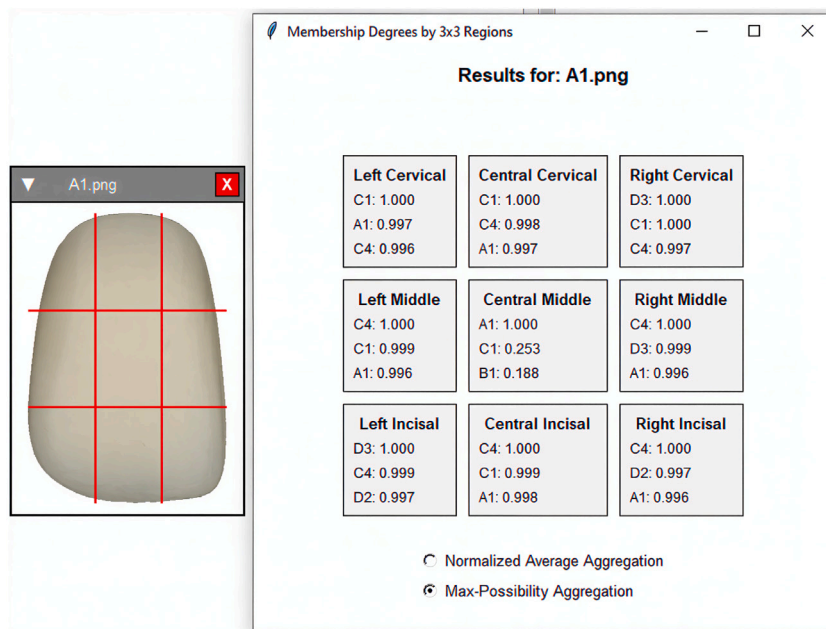 Membership Degrees by 3x3 Regions
Results for: A1.png
A1.png
X
Left Cervical
C1: 1.000
A1: 0.997
C4: 0.996
Central Cervical
C1: 1.000
C4: 0.998
A1: 0.997
Right Cervical
D3: 1.000
C1: 1.000
C4: 0.997
Left Middle
C4: 1.000
C1: 0.999
A1: 0.996
Central Middle
A1: 1.000
C1: 0.253
B1: 0.188
Right Middle
C4: 1.000
D3: 0.999
A1: 0.996
Left Incisal
D3: 1.000
C4: 0.999
D2: 0.997
Central Incisal
C4: 1.000
C1: 0.999
A1: 0.998
Right Incisal
C4: 1.000
D2: 0.997
A1: 0.996
Normalized Average Aggregation
Max-Possibility Aggregation